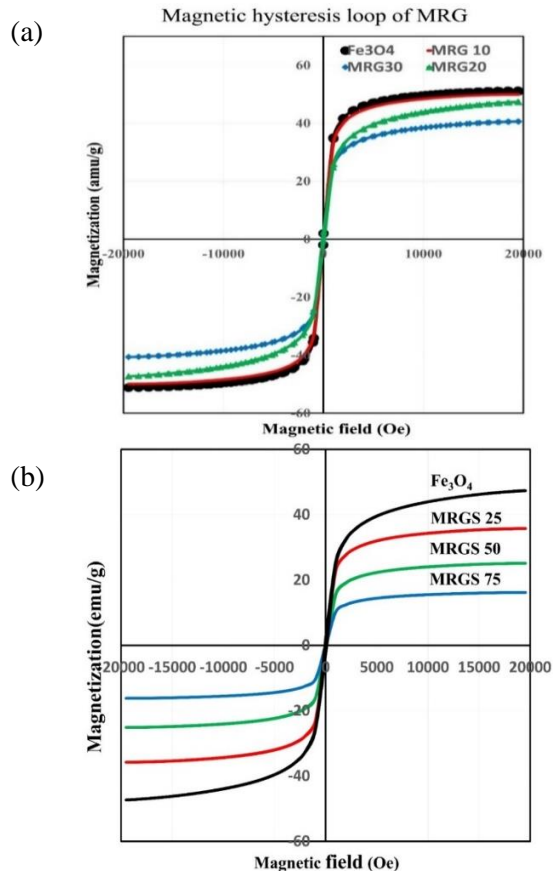 (a)
Magnetic hysteresis loop of MRG
Fe3O4 MRG 10
MRG30 MRG20
60
40
20
0
-20000 -10000 0 10000 20000
-20
-40
-60
Magnetization (amu/g)
Magnetic field (Oe)
(b)
60
Fe₃O₄
40
MRGS 25
MRGS 50
20
MRGS 75
0
-20000 -15000 -10000 -5000 0 5000 10000 15000 20000
-20
-40
-60
Magnetization(emu/g)
Magnetic field (Oe)